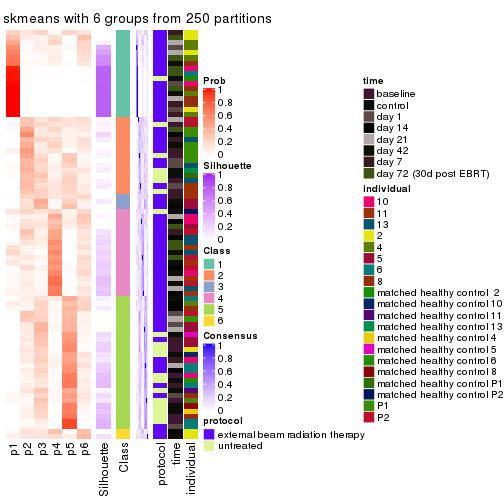 skmeans with 6 groups from 250 partitions
Prob
1
0.8
0.6
0.4
0.2
0
Silhouette
1
0.8
0.6
0.4
0.2
0
Class
1
2
3
4
5
6
Consensus
1
0.8
0.6
0.4
0.2
0
protocol
external beam radiation therapy
untreated
time
baseline
control
day 1
day 14
day 21
day 42
day 7
day 72 (30d post EBRT)
individual
10
11
13
2
4
5
6
8
matched healthy control  2
matched healthy control 10
matched healthy control 11
matched healthy control 13
matched healthy control 4
matched healthy control 5
matched healthy control 6
matched healthy control 8
matched healthy control P1
matched healthy control P2
P1
P2
p1
p2
p3
p4
p5
p6
Silhouette
Class
protocol
time
individual